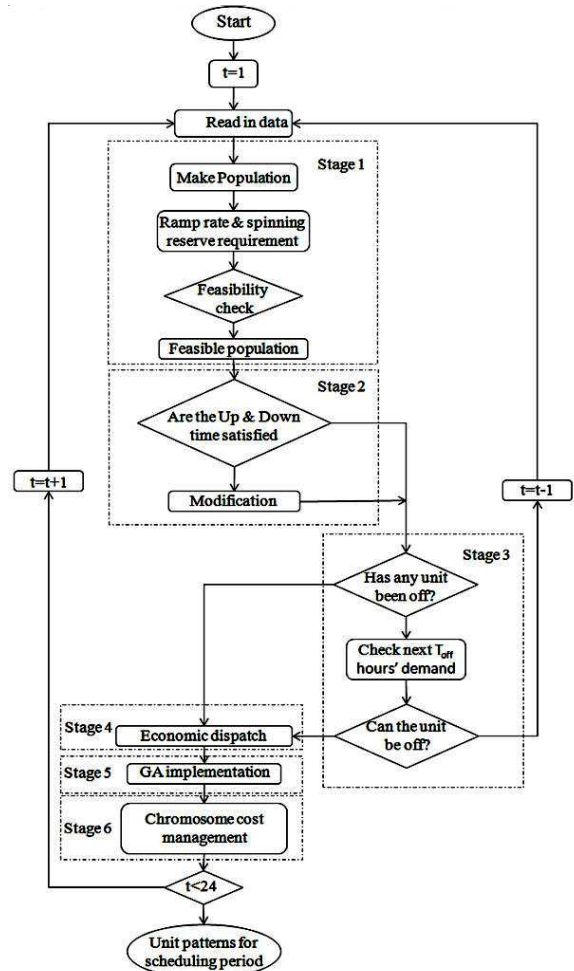 Start
t=1
Read in data
Stage 1
Make Population
Ramp rate & spinning
reserve requirement
Feasibility
check
Feasible population
Stage 2
Are the Up & Down
time satisfied
Modification
t=t+1
t=t-1
Stage 3
Has any unit
been off?
Check next Toff
hours' demand
Can the unit
be off?
Stage 4
Economic dispatch
Stage 5
GA implementation
Stage 6
Chromosome cost
management
t<24
Unit patterns for
scheduling period